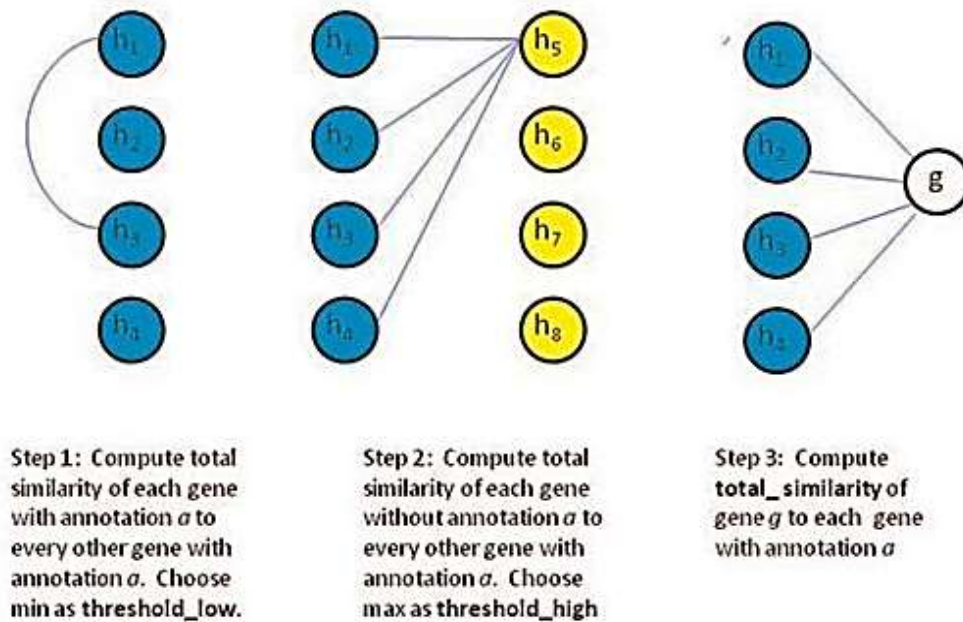 h₁
h₂
h₃
h₄
h₁
h₂
h₃
h₄
h₅
h₆
h₇
h₈
h₁
h₂
h₃
h₄
g
Step 1: Compute total
similarity of each gene
with annotation a to
every other gene with
annotation a. Choose
min as threshold_low.
Step 2: Compute total
similarity of each gene
without annotation a to
every other gene with
annotation a. Choose
max as threshold_high
Step 3: Compute
total_similarity of
gene g to each gene
with annotation a